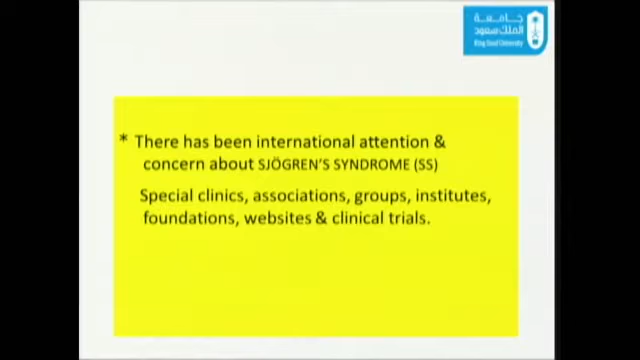 جامعة
الملك سعود
King Saud University
* There has been international attention &
concern about SJÖGREN'S SYNDROME (SS)
Special clinics, associations, groups, institutes,
foundations, websites & clinical trials.